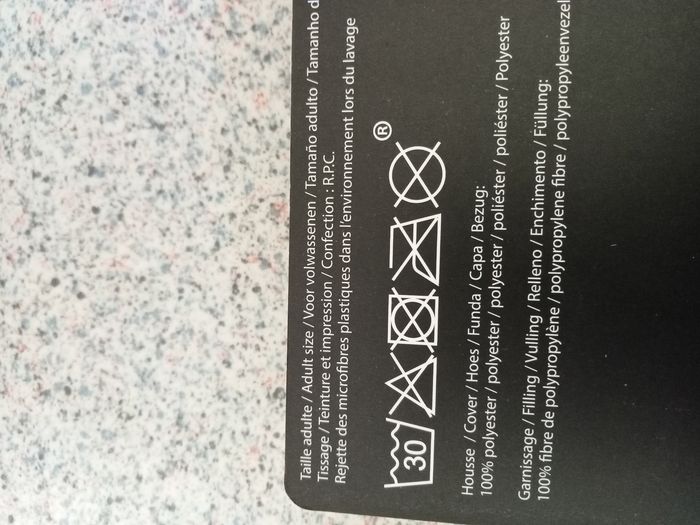 Taille adulte / Adult size / Voor volwassenen / Tamaño adulto / Tamanho d
Tissage / Teinture et impression / Confection : R.P.C.
Rejette des microfibres plastiques dans l'environnement lors du lavage
30
®
Housse / Cover / Hoes / Funda / Capa / Bezug:
100% polyester / polyester / polyester / poliéster / poliéster / Polyester
Garnissage / Filling / Vulling / Relleno / Enchimento / Füllung:
100% fibre de polypropylène / polypropylene fibre / polypropyleenvezel